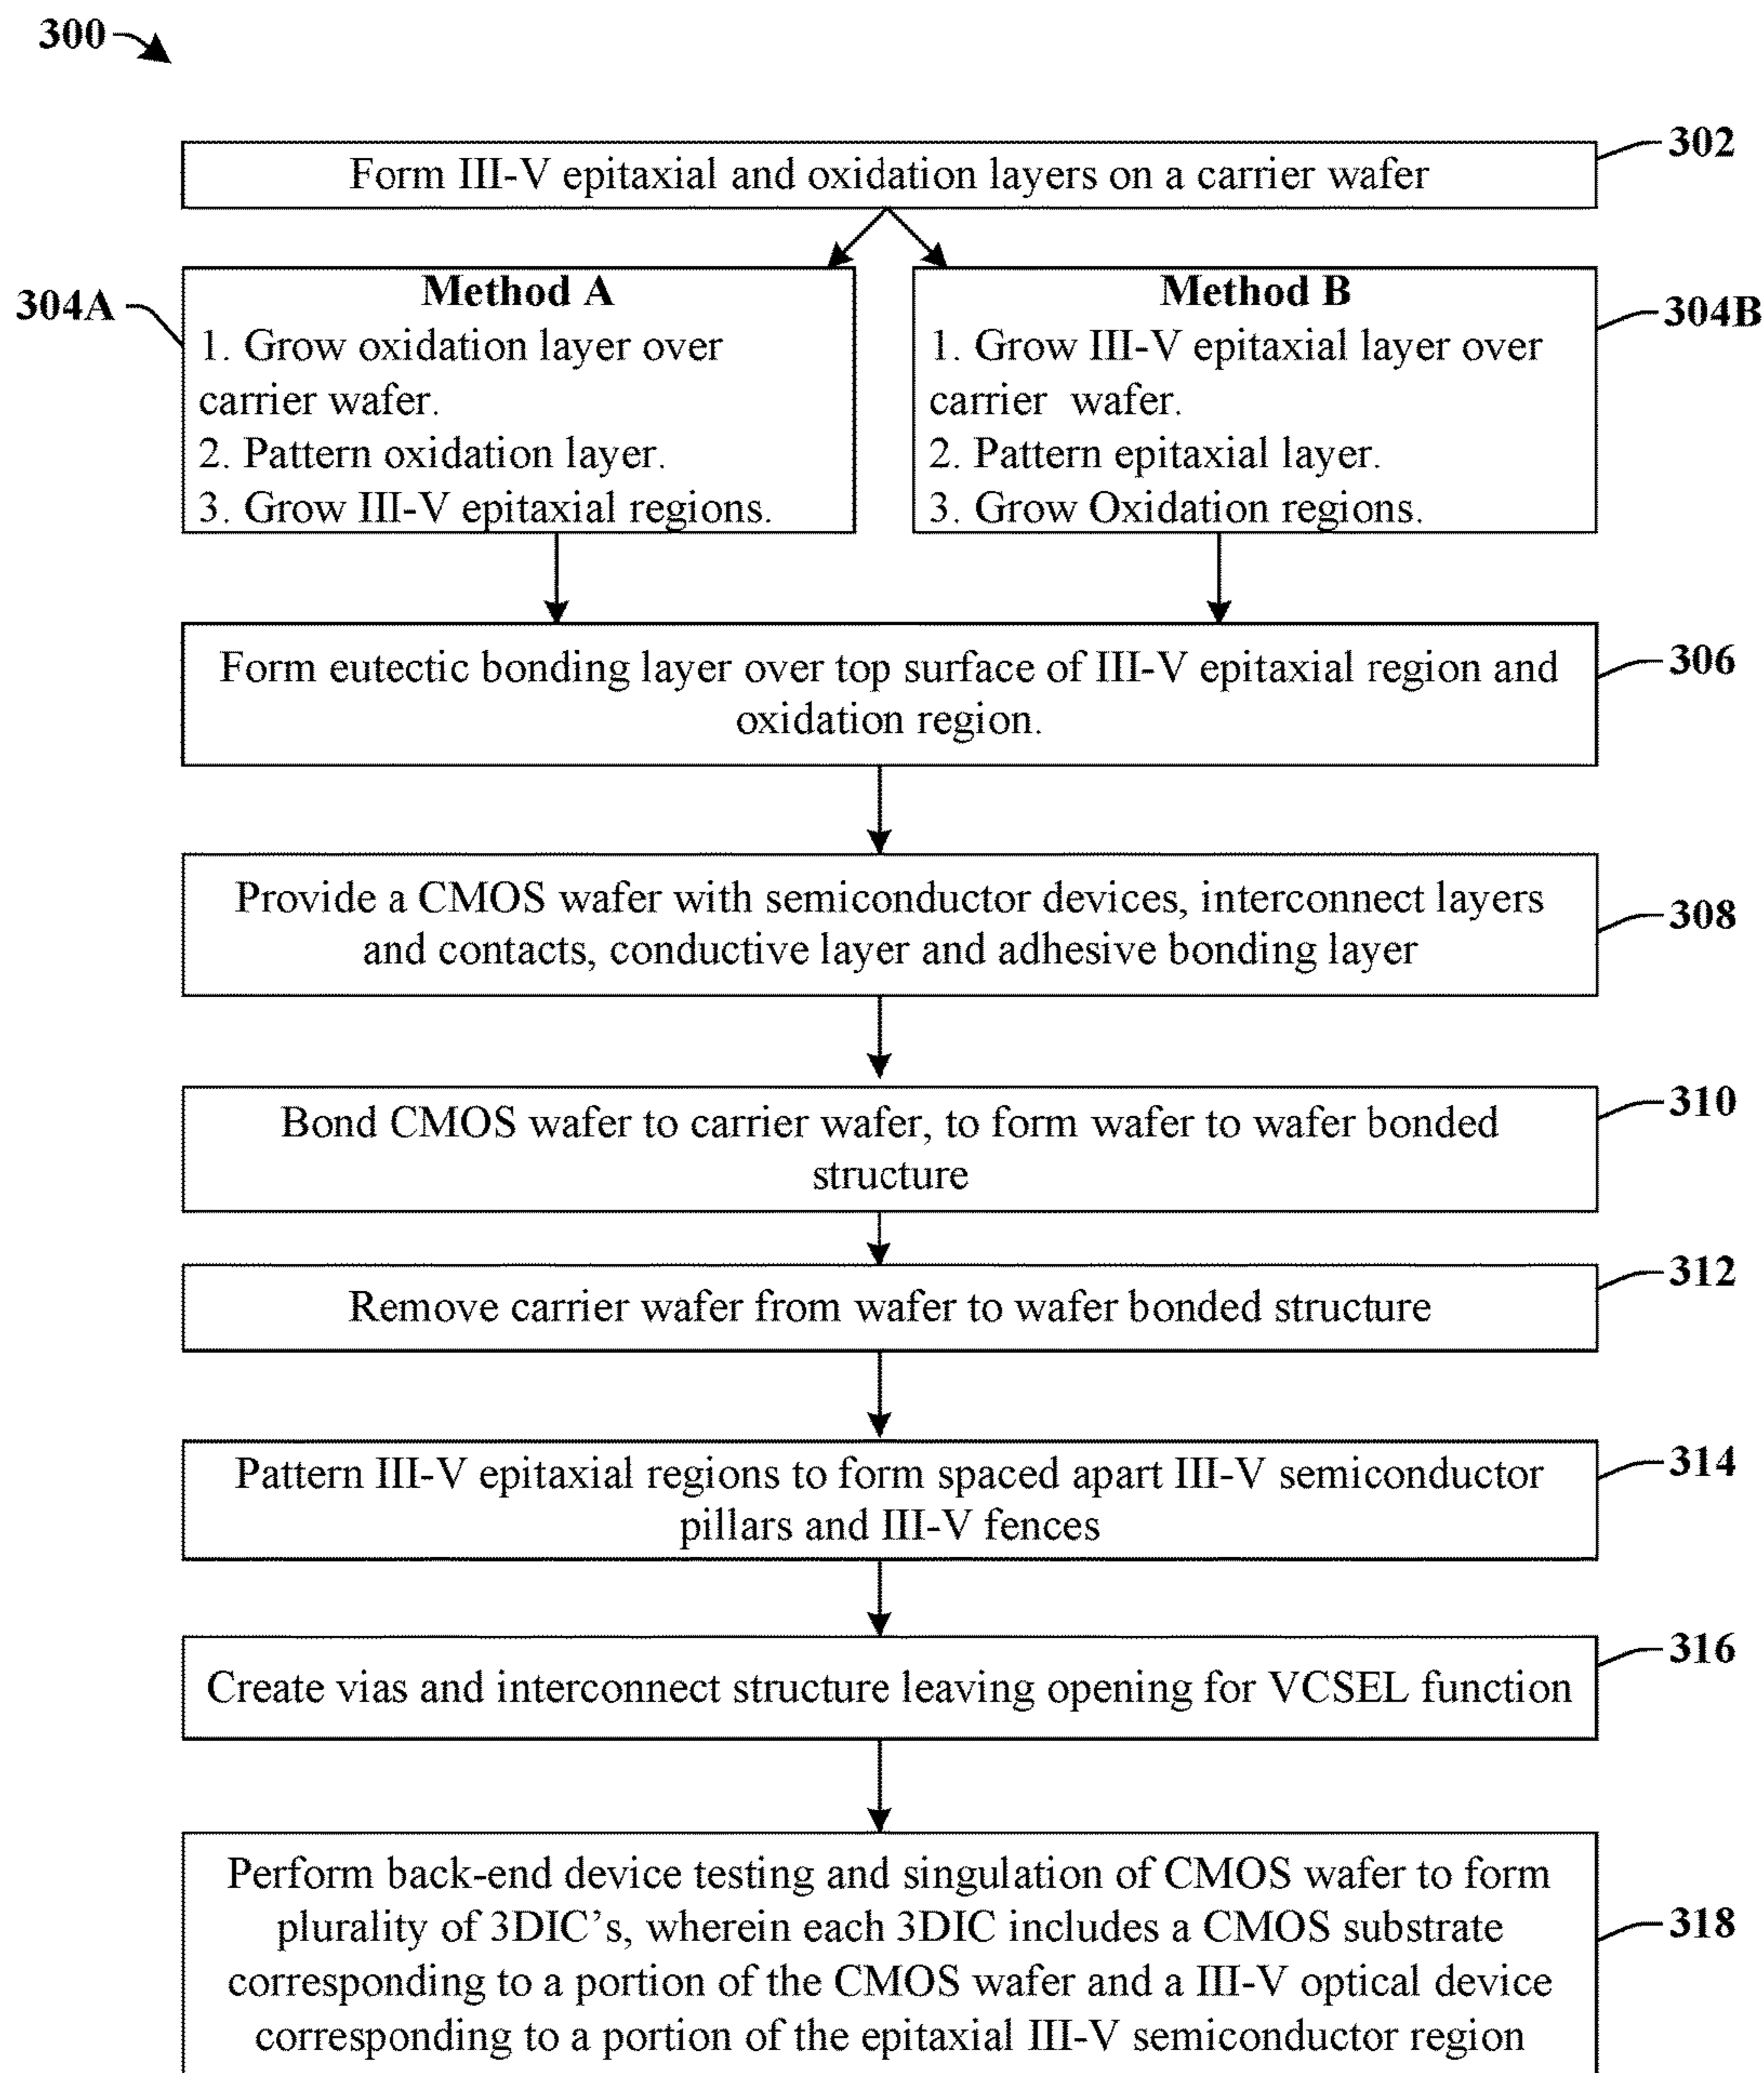 300
302
Form III-V epitaxial and oxidation layers on a carrier wafer
304A
Method A
1. Grow oxidation layer over
carrier wafer.
2. Pattern oxidation layer.
3. Grow III-V epitaxial regions.
304B
Method B
1. Grow III-V epitaxial layer over
carrier wafer.
2. Pattern epitaxial layer.
3. Grow Oxidation regions.
306
Form eutectic bonding layer over top surface of III-V epitaxial region and
oxidation region.
308
Provide a CMOS wafer with semiconductor devices, interconnect layers
and contacts, conductive layer and adhesive bonding layer
310
Bond CMOS wafer to carrier wafer, to form wafer to wafer bonded
structure
312
Remove carrier wafer from wafer to wafer bonded structure
314
Pattern III-V epitaxial regions to form spaced apart III-V semiconductor
pillars and III-V fences
316
Create vias and interconnect structure leaving opening for VCSEL function
318
Perform back-end device testing and singulation of CMOS wafer to form
plurality of 3DIC's, wherein each 3DIC includes a CMOS substrate
corresponding to a portion of the CMOS wafer and a III-V optical device
corresponding to a portion of the epitaxial III-V semiconductor region